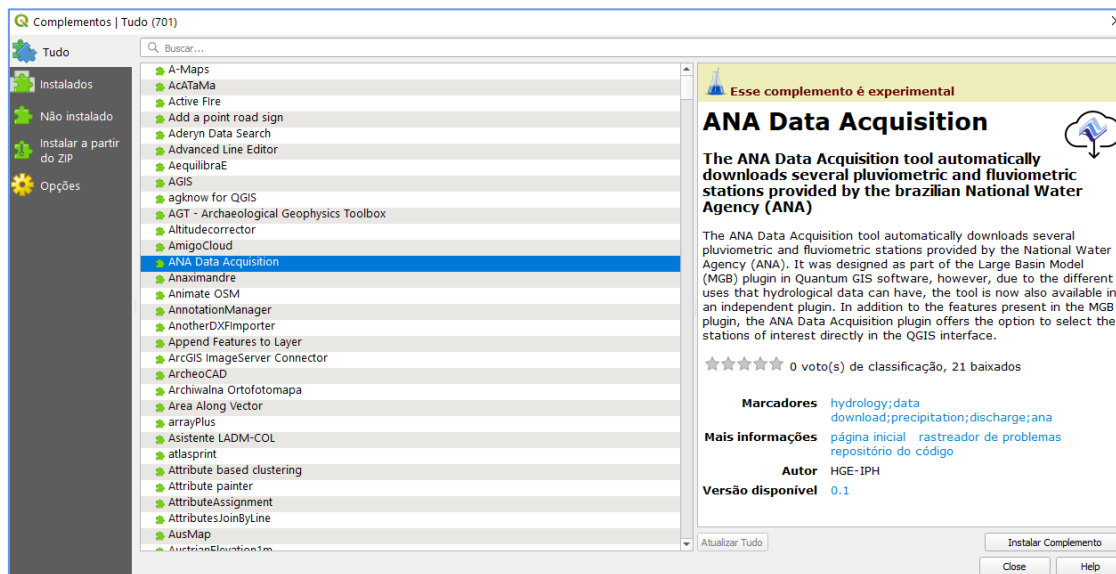 Complementos | Tudo (701)
Tudo
Instalados
Não instalado
Instalar a partir
do ZIP
Opções
Buscar...
A-Maps
AcATaMa
Active Fire
Add a point road sign
Aderyn Data Search
Advanced Line Editor
AequilibraE
AGIS
agknow for QGIS
AGT - Archaeological Geophysics Toolbox
Altitudecorrector
AmigoCloud
ANA Data Acquisition
Anaximandre
Animate OSM
AnnotationManager
AnotherDXFImporter
Append Features to Layer
ArcGIS ImageServer Connector
ArcheoCAD
Archiwalna Ortofotomapa
Area Along Vector
arrayPlus
Asistente LADM-COL
atlasprint
Attribute based clustering
Attribute painter
AttributeAssignment
AttributesJoinByLine
AusMap
AustrianElevation1m
Esse complemento é experimental
ANA Data Acquisition
The ANA Data Acquisition tool automatically
downloads several pluviometric and fluviometric
stations provided by the brazilian National Water
Agency (ANA)
The ANA Data Acquisition tool automatically downloads several
pluviometric and fluviometric stations provided by the National Water
Agency (ANA). It was designed as part of the Large Basin Model
(MGB) plugin in Quantum GIS software, however, due to the different
uses that hydrological data can have, the tool is now also available in
an independent plugin. In addition to the features present in the MGB
plugin, the ANA Data Acquisition plugin offers the option to select the
stations of interest directly in the QGIS interface.
0 voto(s) de classificação, 21 baixados
Marcadores hydrology;data
download;precipitation;discharge;ana
Mais informações página inicial rastreador de problemas
repositório do código
Autor HGE-IPH
Versão disponível 0.1
Atualizar Tudo
Instalar Complemento
Close
Help